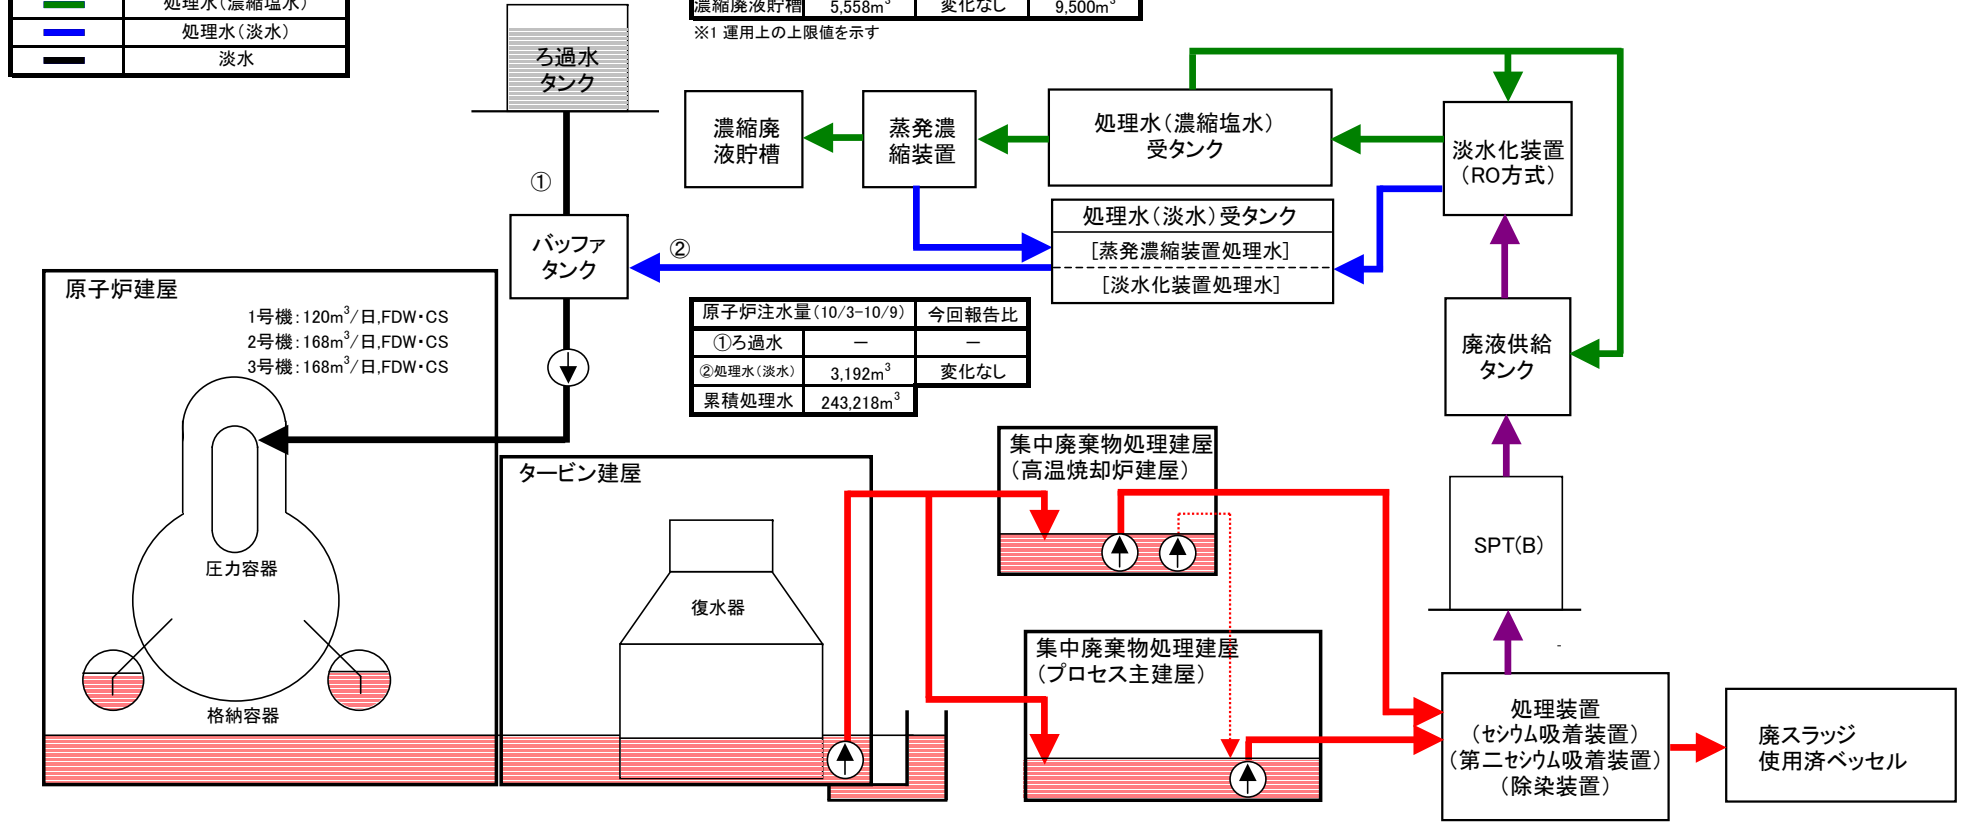 処理水(濃縮塩水)
処理水(淡水)
淡水
濃縮廃液貯槽 5,558m³ 変化なし 9,500m³
※1 運用上の上限値を示す
ろ過水
タンク
濃縮廃
液貯槽
蒸発濃
縮装置
処理水(濃縮塩水)
受タンク
淡水化装置
(RO方式)
①
処理水(淡水)受タンク
[蒸発濃縮装置処理水]
[淡水化装置処理水]
バッファ
タンク
②
原子炉建屋
1号機:120m³/日,FDW・CS
2号機:168m³/日,FDW・CS
3号機:168m³/日,FDW・CS
原子炉注水量(10/3-10/9) 今回報告比
①ろ過水 － －
②処理水(淡水) 3,192m³ 変化なし
累積処理水 243,218m³
廃液供給
タンク
圧力容器
格納容器
タービン建屋
復水器
集中廃棄物処理建屋
(高温焼却炉建屋)
SPT(B)
集中廃棄物処理建屋
(プロセス主建屋)
-
処理装置
(セシウム吸着装置)
(第二セシウム吸着装置)
(除染装置)
廃スラッジ
使用済ベッセル